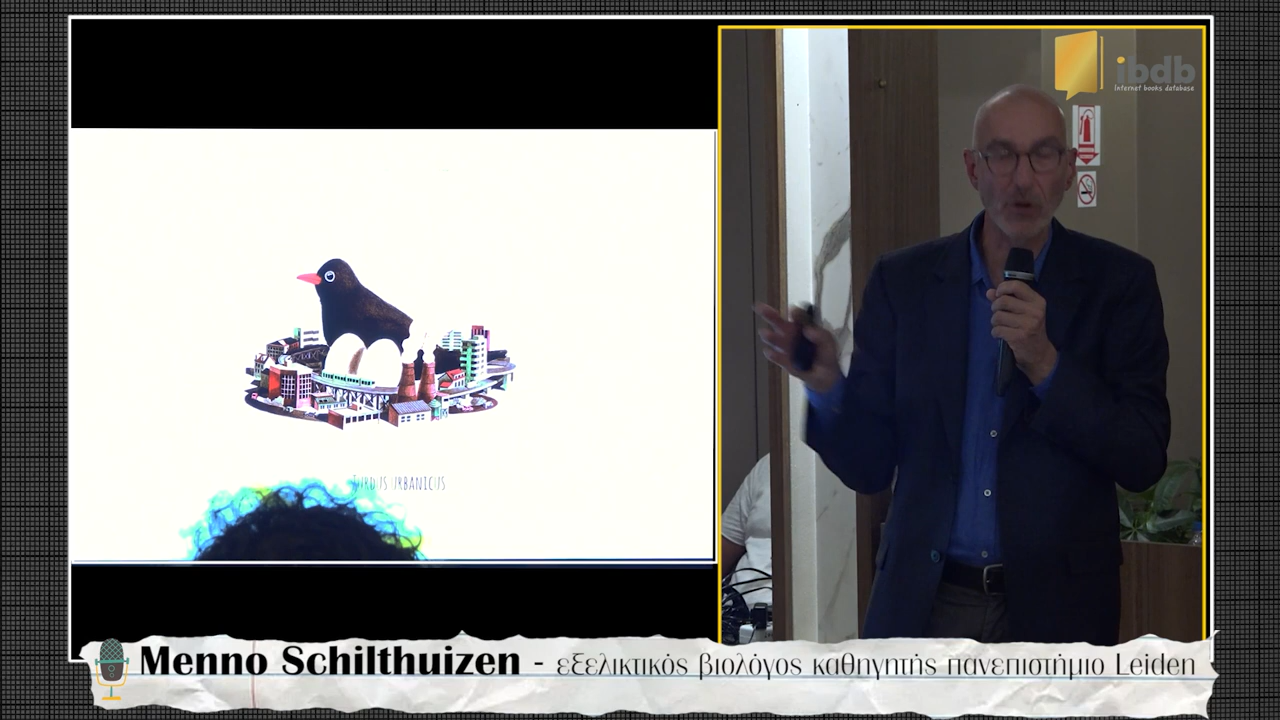 ibdb
Internet books database
TURDUS URBANICUS
Menno Schilthuizen - εξελικτικός βιολόγος καθηγητής πανεπιστήμιο Leiden